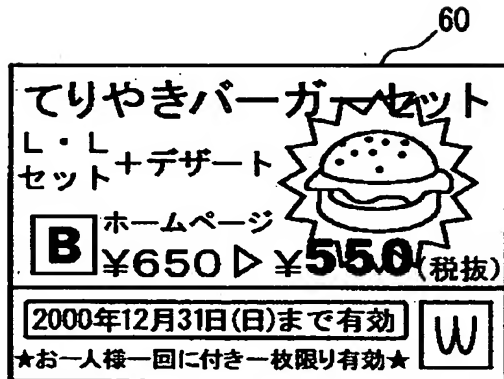 60
てりやきバーガーセット
L・L
セット+デザート
B ホームページ
¥650▷¥550(税抜)
2000年12月31日(日)まで有効
★お一人様一回に付き一枚限り有効★
W